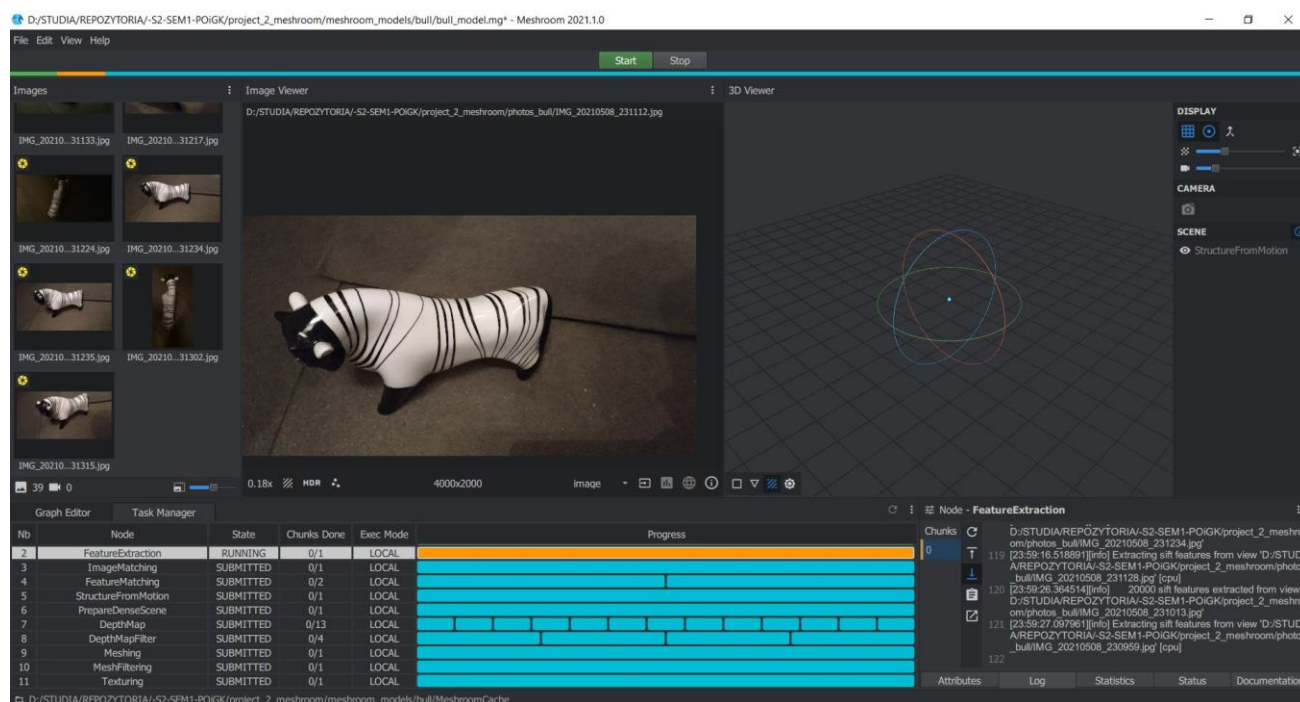 D:/STUDIA/REPOZYTORIA/-S2-SEM1-POiGK/project_2_meshroom/meshroom_models/bull/bull_model.mg* - Meshroom 2021.1.0
File Edit View Help
Start Stop
Images
IMG_20210...31133.jpg IMG_20210...31217.jpg
IMG_20210...31224.jpg IMG_20210...31234.jpg
IMG_20210...31235.jpg IMG_20210...31302.jpg
IMG_20210...31315.jpg
39 0
Image Viewer
D:/STUDIA/REPOZYTORIA/-S2-SEM1-POiGK/project_2_meshroom/photos_bull/IMG_20210508_231112.jpg
0.18x HDR 4000x2000 image
3D Viewer
DISPLAY
CAMERA
SCENE
StructureFromMotion
Graph Editor Task Manager
Nb Node State Chunks Done Exec Mode Progress
2 FeatureExtraction RUNNING 0/1 LOCAL
3 ImageMatching SUBMITTED 0/1 LOCAL
4 FeatureMatching SUBMITTED 0/2 LOCAL
5 StructureFromMotion SUBMITTED 0/1 LOCAL
6 PrepareDenseScene SUBMITTED 0/1 LOCAL
7 DepthMap SUBMITTED 0/13 LOCAL
8 DepthMapFilter SUBMITTED 0/4 LOCAL
9 Meshing SUBMITTED 0/1 LOCAL
10 MeshFiltering SUBMITTED 0/1 LOCAL
11 Texturing SUBMITTED 0/1 LOCAL
Node - FeatureExtraction
Chunks
0
D:/STUDIA/REPOZYTORIA/-S2-SEM1-POiGK/project_2_meshro
om/photos_bull/IMG_20210508_231234.jpg'
119 [23:59:16.518891][info] Extracting sift features from view 'D:/STUD
A/REPOZYTORIA/-S2-SEM1-POiGK/project_2_meshroom/photo
_bull/IMG_20210508_231128.jpg' [cpu]
120 [23:59:26.364514][info] 20000 sift features extracted from view
D:/STUDIA/REPOZYTORIA/-S2-SEM1-POiGK/project_2_meshro
om/photos_bull/IMG_20210508_231013.jpg'
121 [23:59:27.097961][info] Extracting sift features from view 'D:/STUD
A/REPOZYTORIA/-S2-SEM1-POiGK/project_2_meshroom/photo
_bull/IMG_20210508_230959.jpg' [cpu]
122
Attributes Log Statistics Status Documentation
D:/STUDIA/REPOZYTORIA/-S2-SEM1-POiGK/project_2_meshroom/meshroom_models/bull/MeshroomCache